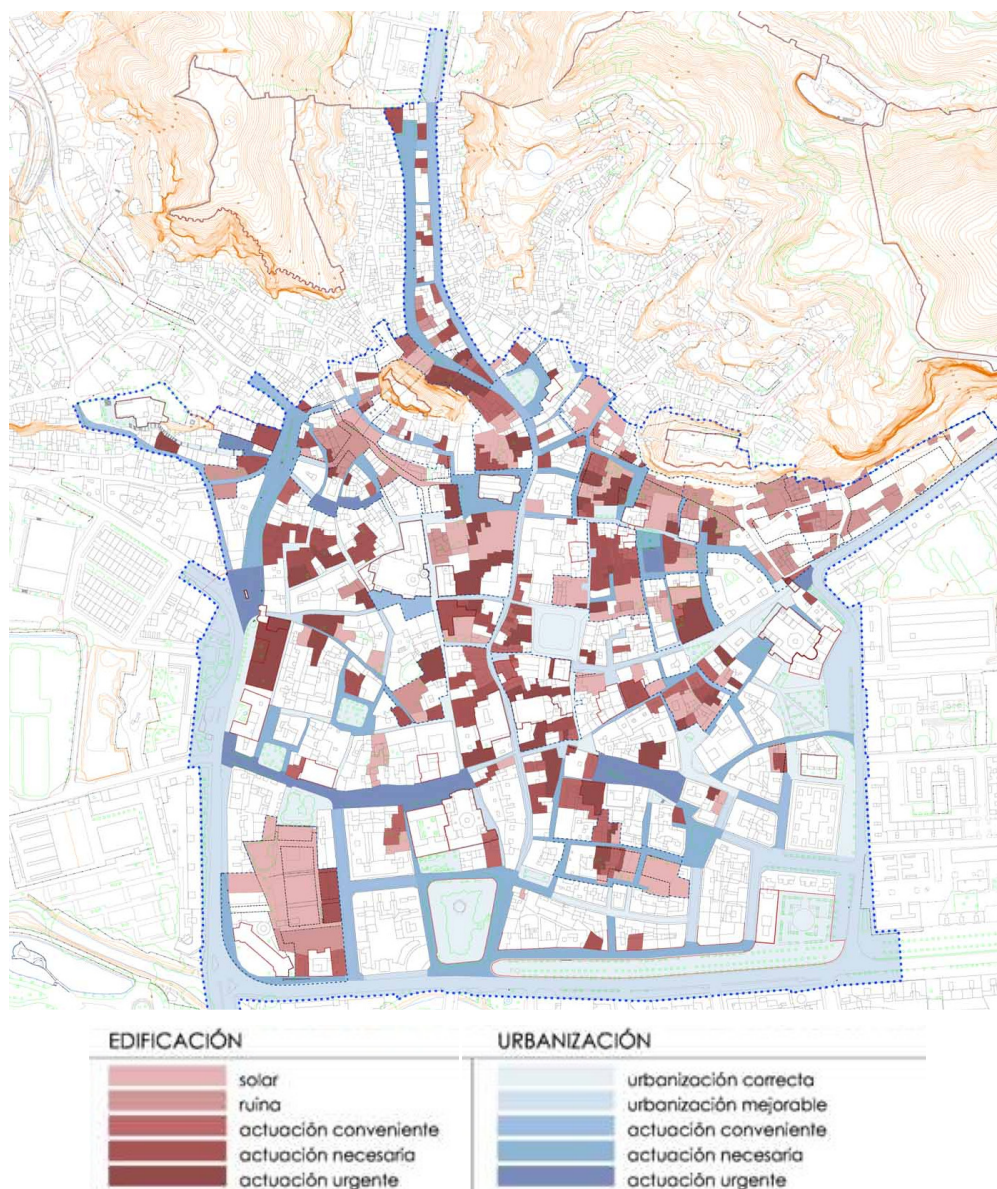 EDIFICACIÓN
solar
ruina
actuación conveniente
actuación necesaria
actuación urgente
URBANIZACIÓN
urbanización correcta
urbanización mejorable
actuación conveniente
actuación necesaria
actuación urgente